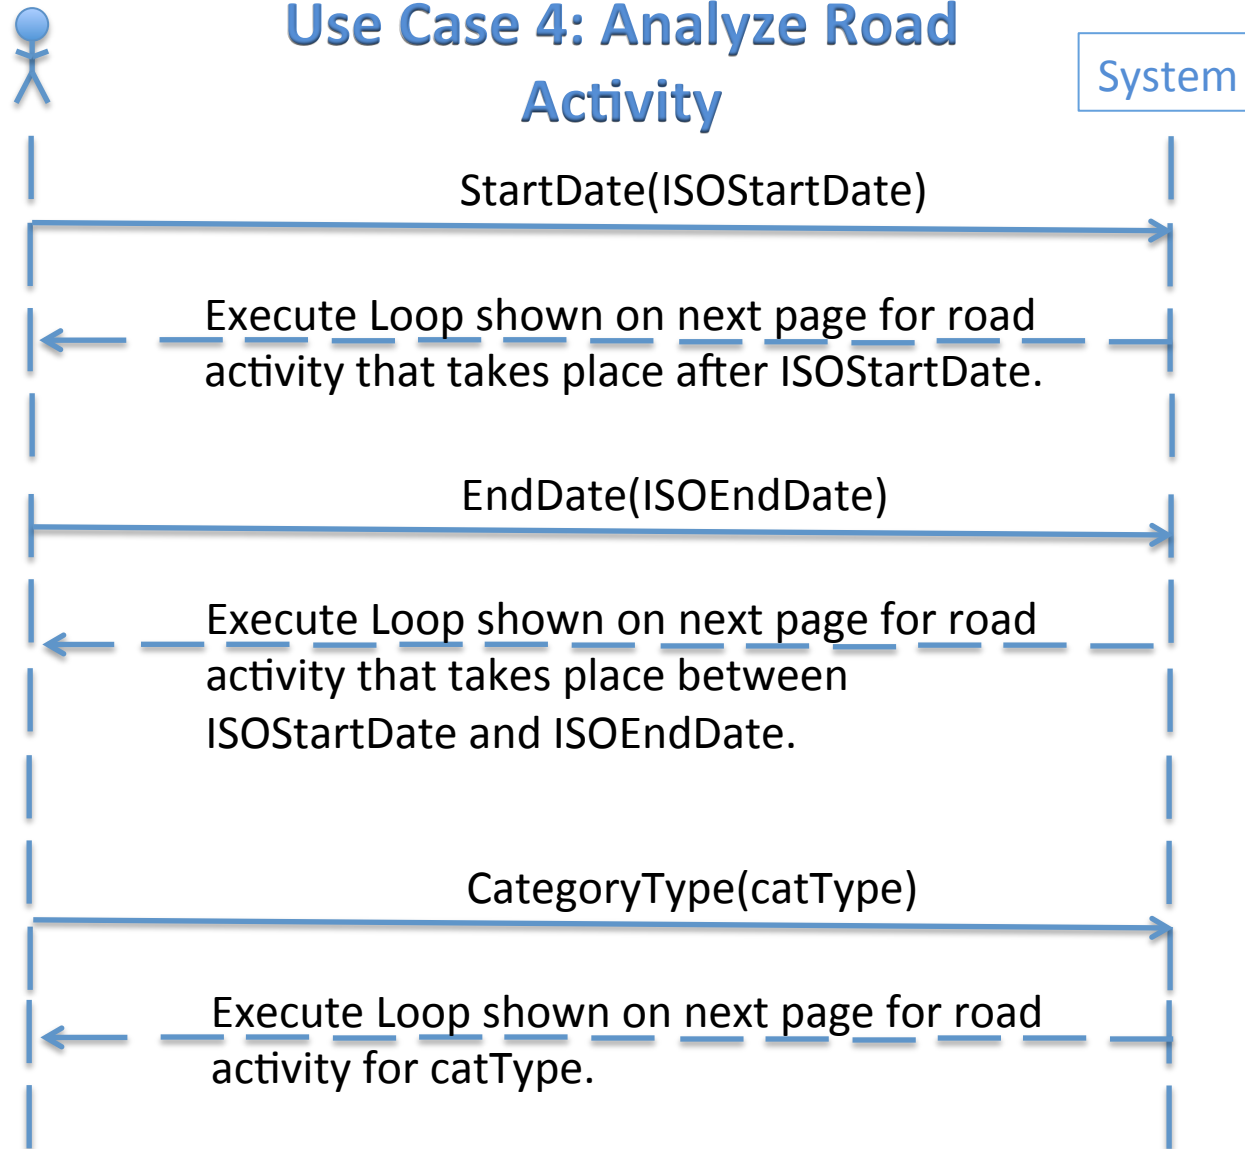 Use Case 4: Analyze Road
Activity
System
StartDate(ISOStartDate)
Execute Loop shown on next page for road
activity that takes place after ISOStartDate.
EndDate(ISOEndDate)
Execute Loop shown on next page for road
activity that takes place between
ISOStartDate and ISOEndDate.
CategoryType(catType)
Execute Loop shown on next page for road
activity for catType.